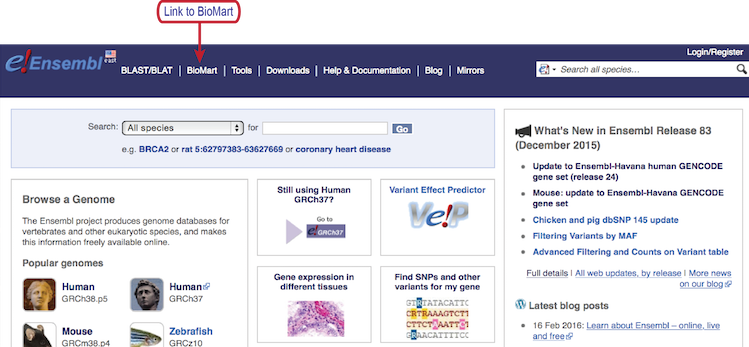 Link to BioMart
Login/Register
e!Ensembl east
BLAST/BLAT | BioMart | Tools | Downloads | Help & Documentation | Blog | Mirrors
e! Search all species…
Search: All species for Go
e.g. BRCA2 or rat 5:62797383-63627669 or coronary heart disease
Browse a Genome
The Ensembl project produces genome databases for
vertebrates and other eukaryotic species, and makes
this information freely available online.
Popular genomes
Human
GRCh38.p5
Human
GRCh37
Mouse
GRCm38.p4
Zebrafish
GRCz10
Still using Human
GRCh37?
Go to
e! GRCh37
Variant Effect Predictor
Ve!P
Gene expression in
different tissues
Find SNPs and other
variants for my gene
GTRTATACATTC
CRTRAAAGTCT
CTTCTAAATTCT
GRAACATTTTC
What's New in Ensembl Release 83
(December 2015)
Update to Ensembl-Havana human GENCODE
gene set (release 24)
Mouse: update to Ensembl-Havana GENCODE
gene set
Chicken and pig dbSNP 145 update
Filtering Variants by MAF
Advanced Filtering and Counts on Variant table
Full details | All web updates, by release | More news
on our blog
Latest blog posts
16 Feb 2016: Learn about Ensembl – online, live
and free